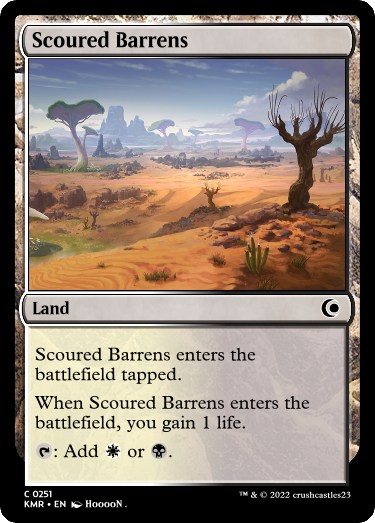 Scoured Barrens
Land
Scoured Barrens enters the
battlefield tapped.
When Scoured Barrens enters the
battlefield, you gain 1 life.
: Add or .
C 0251
KMR • EN HooooN.
™ & © 2022 crushcastles23